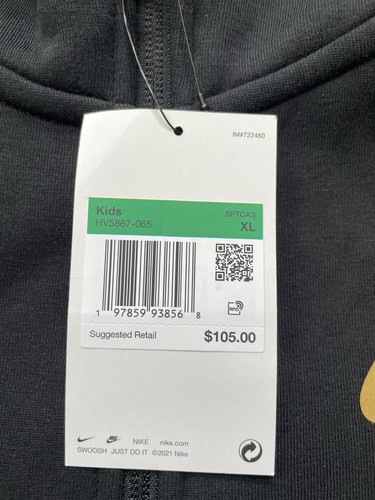 IM#722460
Kids SPTCAS
HV5867-065 XL
1 97859 93856 8
RFID
Suggested Retail $105.00
NIKE nike.com
SWOOSH JUST DO IT ©2021 Nike